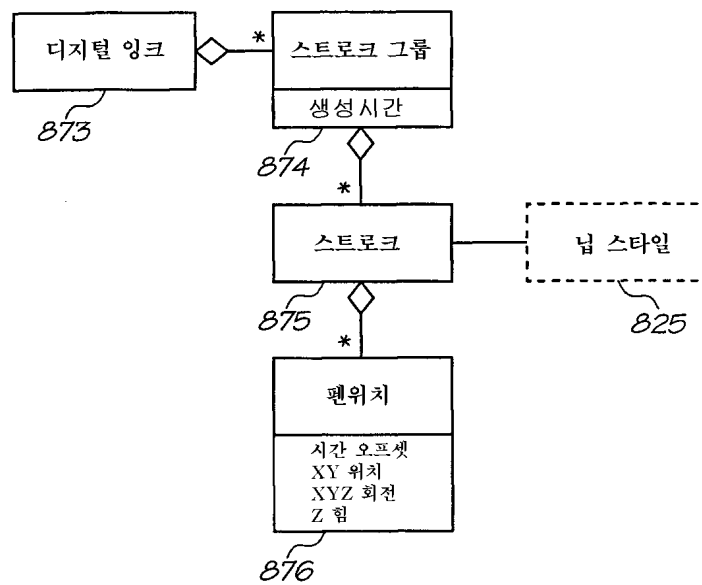 디지털 잉크
*
스트로크 그룹
생성시간
873
874
*
스트로크
닙 스타일
875
825
*
펜위치
시간 오프셋
XY 위치
XYZ 회전
Z 힘
876